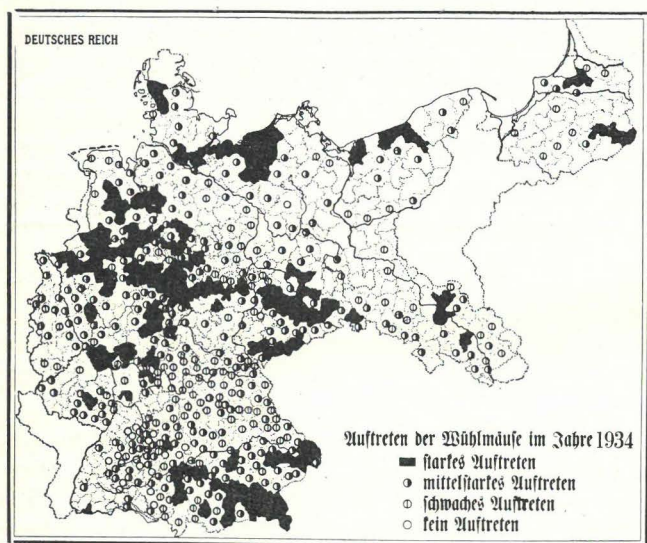 DEUTSCHES REICH
Auftreten der Wühlmäuse im Jahre 1934
starkes Auftreten
mittelstarkes Auftreten
schwaches Auftreten
kein Auftreten